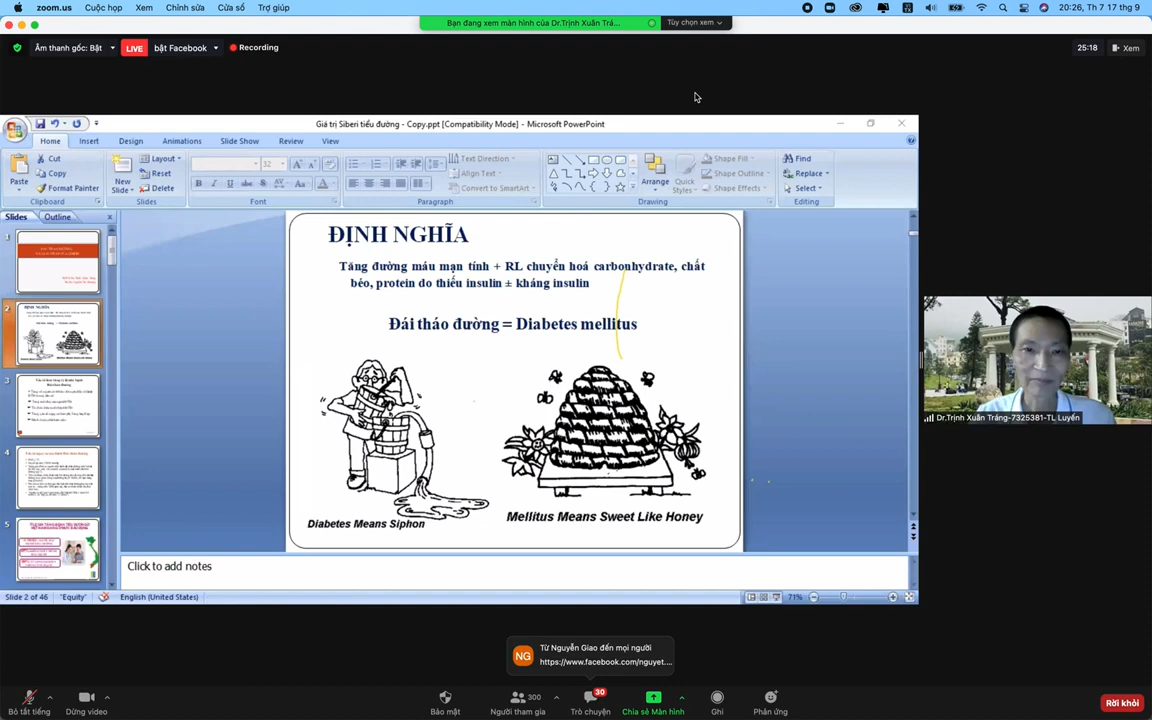 zoom.us Cuộc họp Xem Chỉnh sửa Cửa sổ Trợ giúp
20:26, Th 7 17 thg 9
Bạn đang xem màn hình của Dr.Trịnh Xuân Trá... Tùy chọn xem
Âm thanh gốc: Bật LIVE bật Facebook Recording
25:18 Xem
Giá trị Siberi tiểu đường - Copy.ppt [Compatibility Mode] - Microsoft PowerPoint
Home Insert Design Animations Slide Show Review View
Paste Cut Copy Format Painter
Clipboard
New Slide Layout Reset Delete
Slides
32
Font
Text Direction Align Text Convert to SmartArt
Paragraph
Arrange Quick Styles Shape Fill Shape Outline Shape Effects
Drawing
Find Replace Select
Editing
Slides Outline
1
2
3
4
5
ĐỊNH NGHĨA
Tăng đường máu mạn tính + RL chuyển hoá carbonhydrate, chất
béo, protein do thiếu insulin ± kháng insulin
Đái tháo đường = Diabetes mellitus
Diabetes Means Siphon
Mellitus Means Sweet Like Honey
Click to add notes
Slide 2 of 46 "Equity" English (United States)
71%
Dr.Trịnh Xuân Tráng-7325381-TL Luyến
NG
Từ Nguyễn Giao đến mọi người
https://www.facebook.com/nguyet....
Bỏ tắt tiếng
Dừng video
Bảo mật
300
Người tham gia
30
Trò chuyện
Chia sẻ Màn hình
Ghi
Phản ứng
Rời khỏi